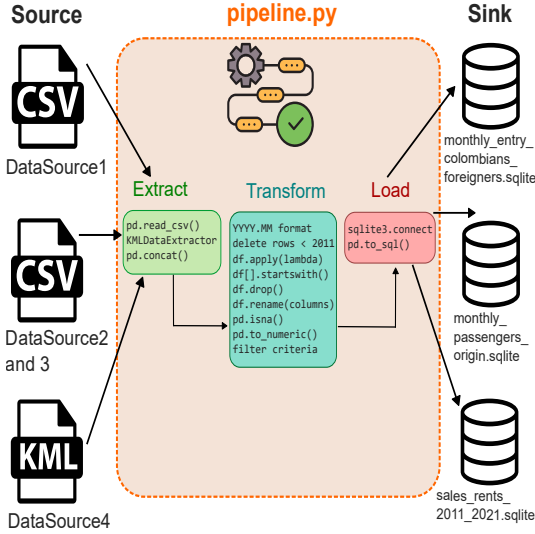 Source
pipeline.py
Sink
CSV
DataSource1
monthly_entry_
colombians_
foreigners.sqlite
Extract
Transform
Load
pd.read_csv()
KMLDataExtractor
pd.concat()
YYYY.MM format
delete rows < 2011
df.apply(lambda)
df[].startswith()
df.drop()
df.rename(columns)
pd.isna()
pd.to_numeric()
filter criteria
sqlite3.connect
pd.to_sql()
CSV
DataSource2
and 3
monthly_
passengers_
origin.sqlite
KML
DataSource4
sales_rents_
2011_2021.sqlite